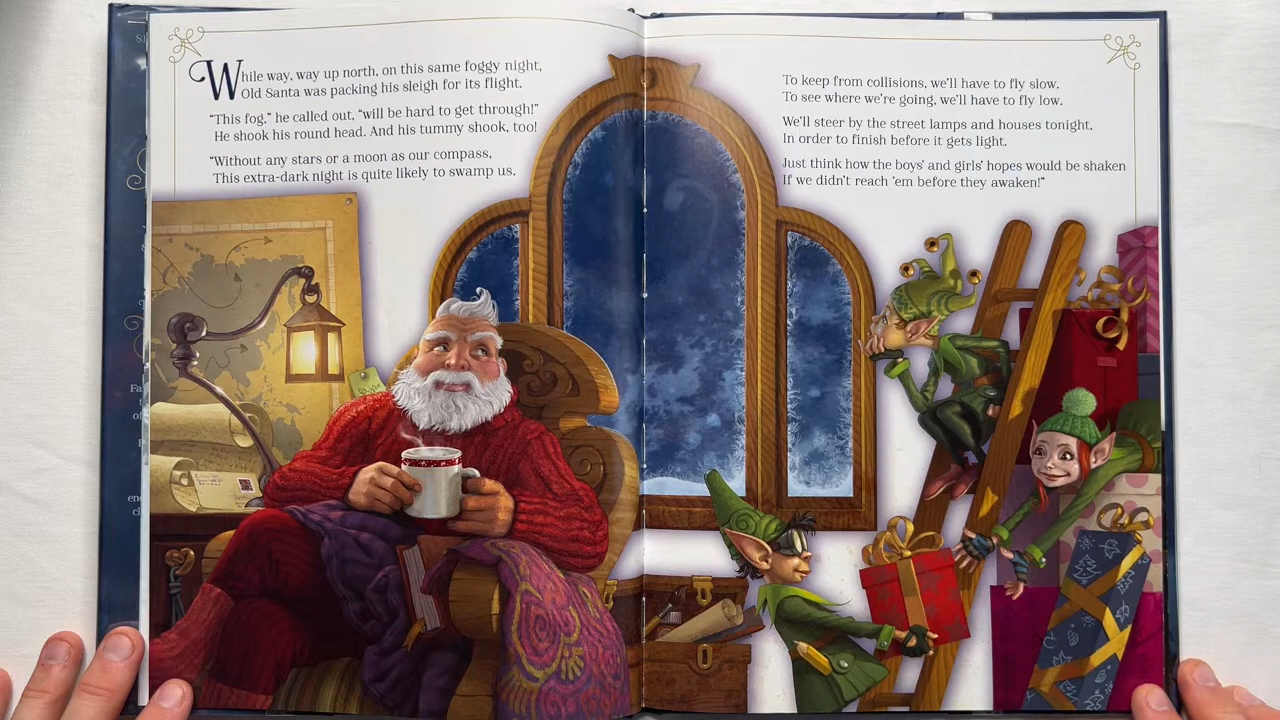 While way, way up north, on this same foggy night,
Old Santa was packing his sleigh for its flight.
“This fog,” he called out, “will be hard to get through!”
He shook his round head. And his tummy shook, too!
“Without any stars or a moon as our compass,
This extra-dark night is quite likely to swamp us.
To keep from collisions, we’ll have to fly slow.
To see where we’re going, we’ll have to fly low.
We’ll steer by the street lamps and houses tonight,
In order to finish before it gets light.
Just think how the boys’ and girls’ hopes would be shaken
If we didn’t reach ’em before they awaken!”